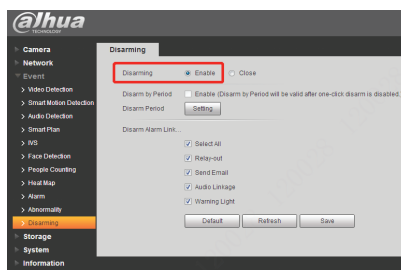 alhua
TECHNOLOGY
Camera
Network
Event
Video Detection
Smart Motion Detection
Audio Detection
Smart Plan
IVS
Face Detection
People Counting
Heat Map
Alarm
Abnormality
Disarming
Storage
System
Information
Disarming
Disarming Enable Close
Disarm by Period Enable (Disarm by Period will be valid after one-click disarm is disabled.
Disarm Period Setting
Disarm Alarm Link...
Select All
Relay-out
Send Email
Audio Linkage
Warning Light
Default Refresh Save